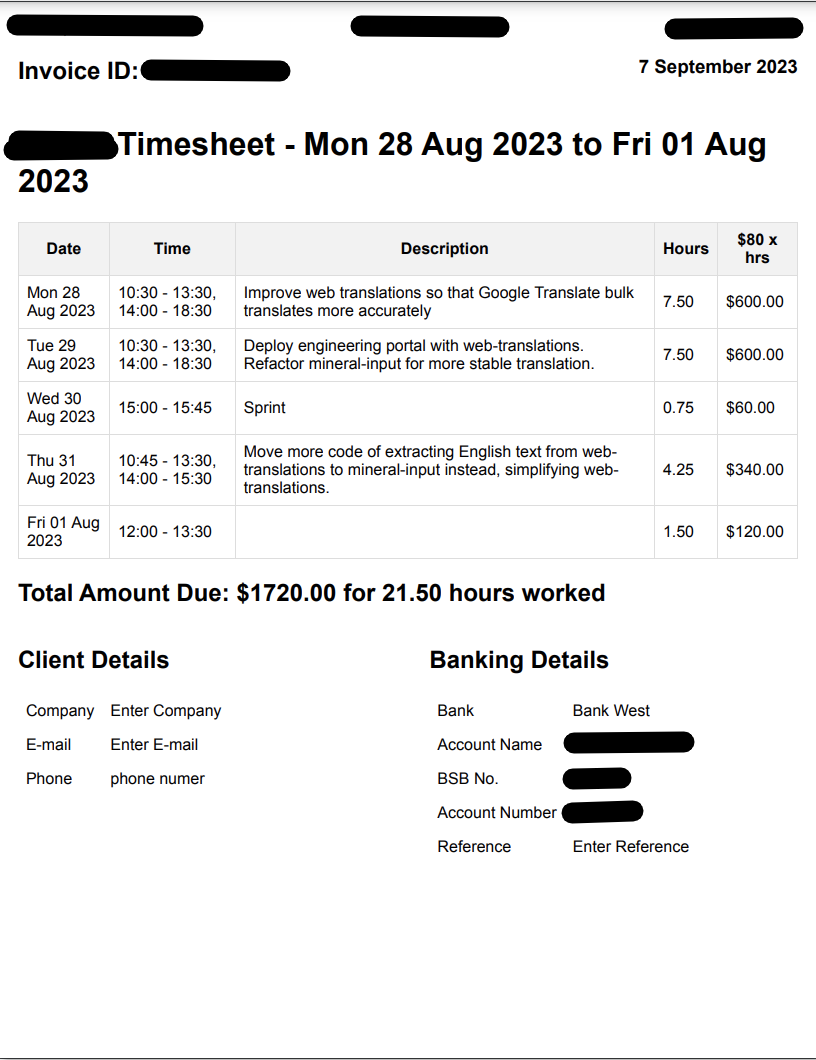 Invoice ID:
7 September 2023
Timesheet - Mon 28 Aug 2023 to Fri 01 Aug
2023
Date Time Description Hours $80 x
hrs
Mon 28
Aug 2023
10:30 - 13:30,
14:00 - 18:30
Improve web translations so that Google Translate bulk
translates more accurately
7.50
$600.00
Tue 29
Aug 2023
10:30 - 13:30,
14:00 - 18:30
Deploy engineering portal with web-translations.
Refactor mineral-input for more stable translation.
7.50
$600.00
Wed 30
Aug 2023
15:00 - 15:45
Sprint
0.75
$60.00
Thu 31
Aug 2023
10:45 - 13:30,
14:00 - 15:30
Move more code of extracting English text from web-
translations to mineral-input instead, simplifying web-
translations.
4.25
$340.00
Fri 01 Aug
2023
12:00 - 13:30
1.50
$120.00
Total Amount Due: $1720.00 for 21.50 hours worked
Client Details
Company Enter Company
E-mail Enter E-mail
Phone phone numer
Banking Details
Bank Bank West
Account Name
BSB No.
Account Number
Reference Enter Reference